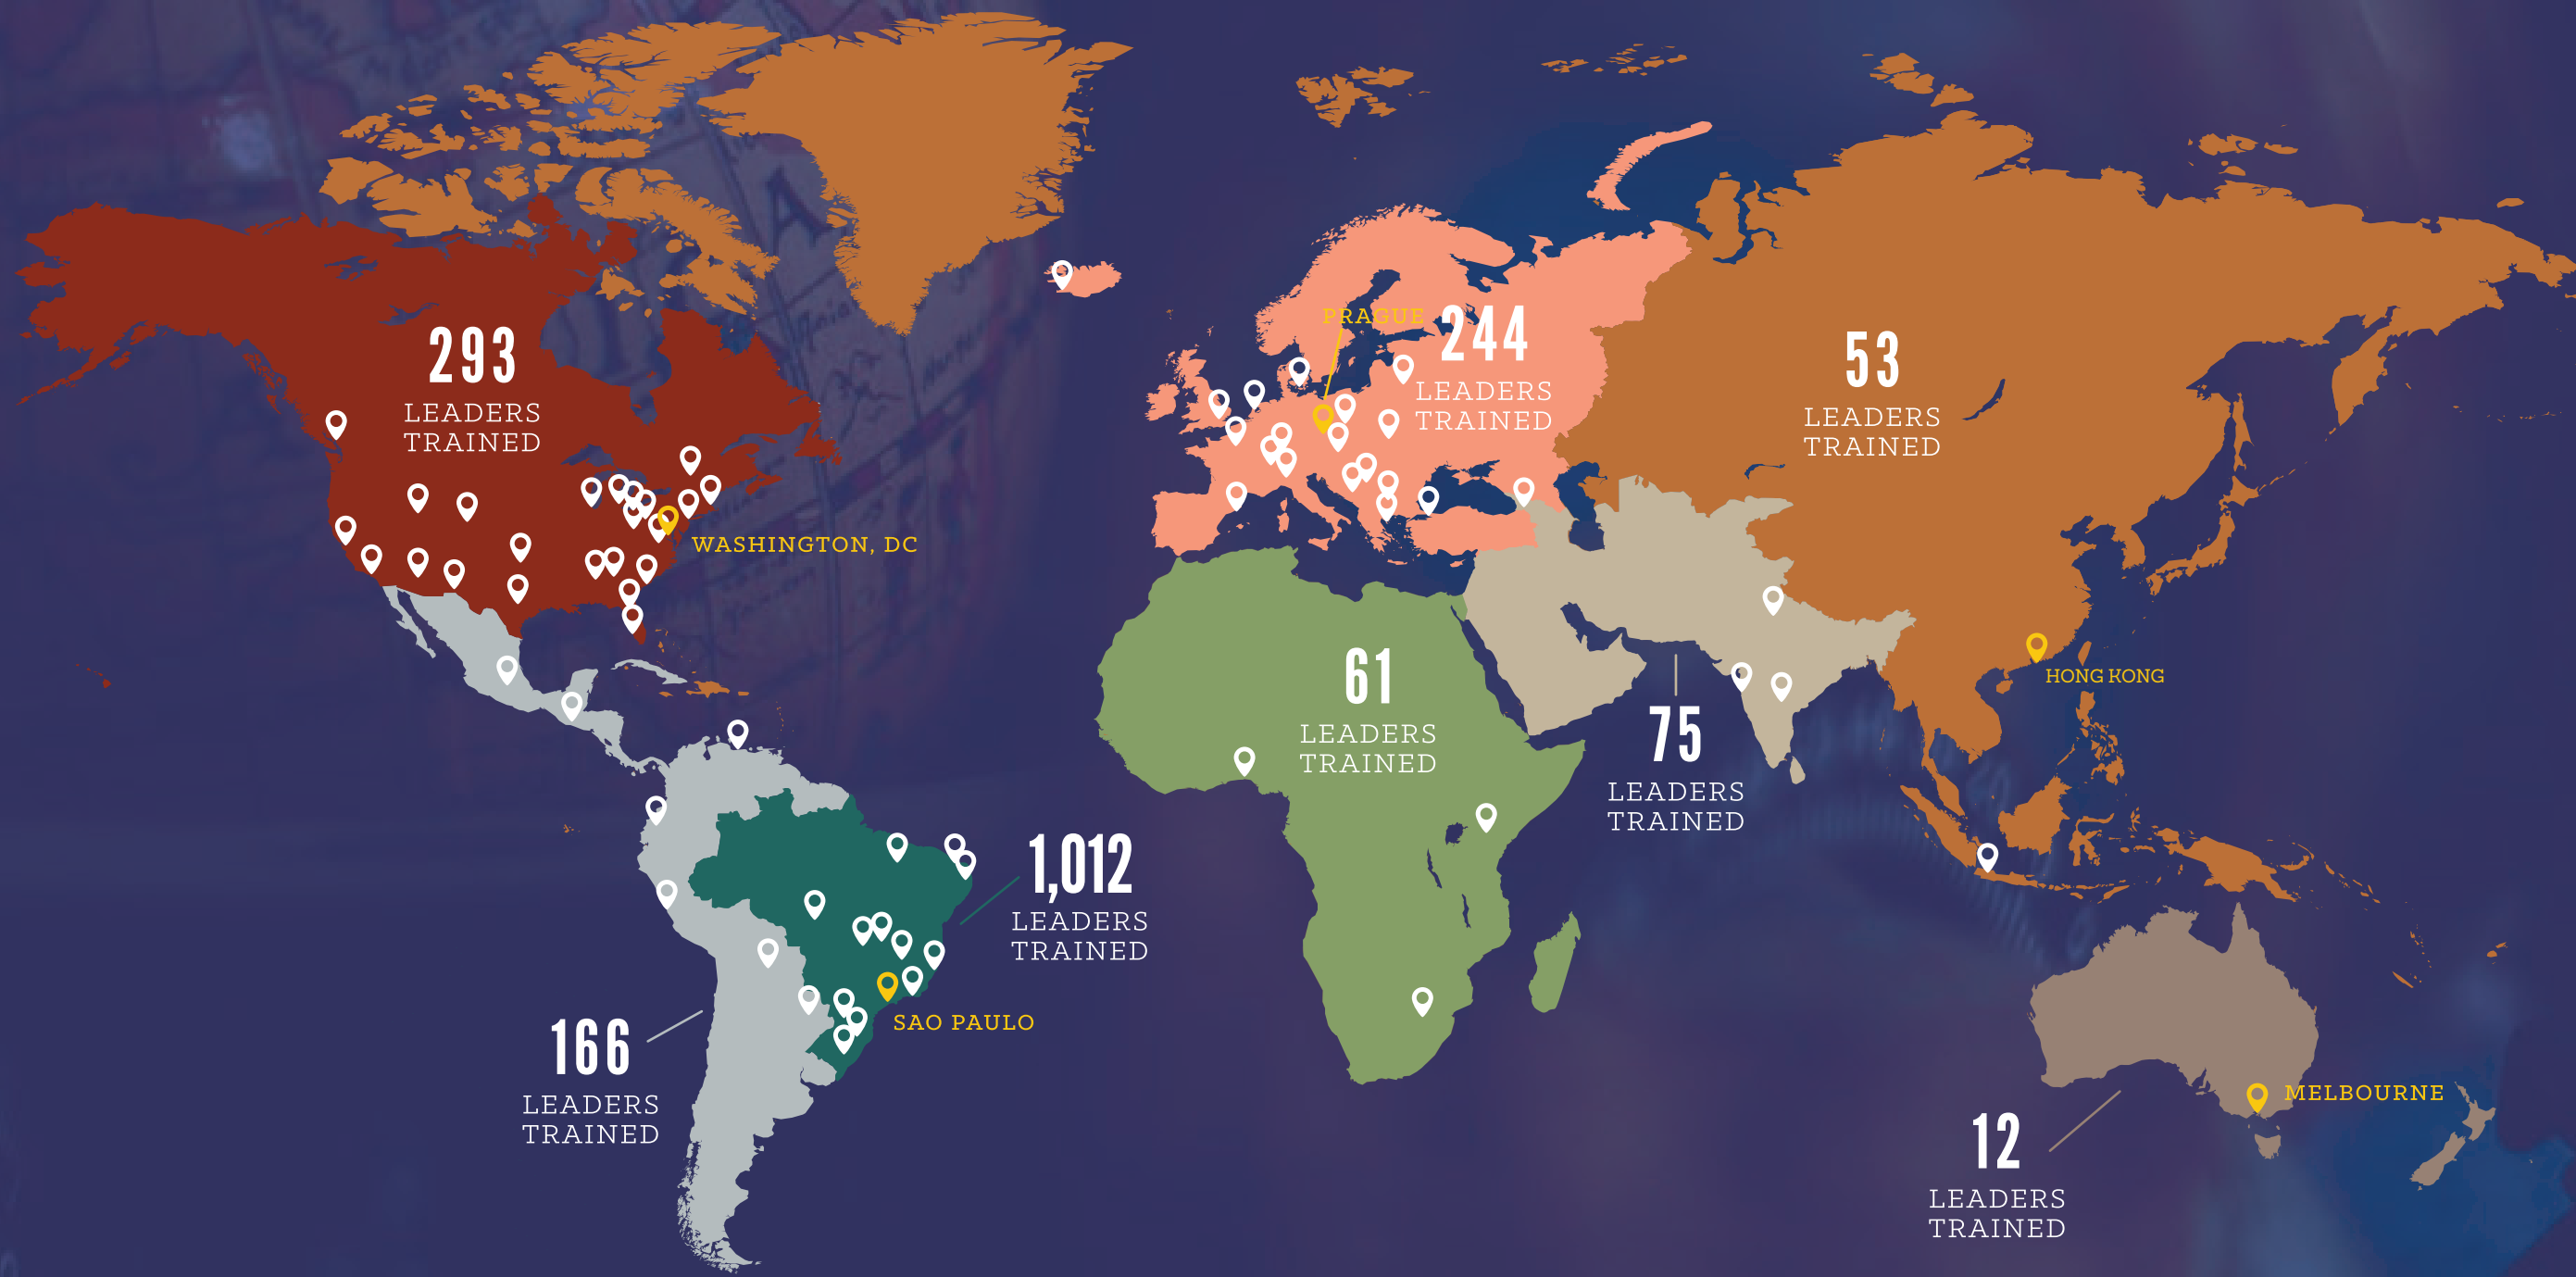 293
LEADERS
TRAINED
WASHINGTON, DC
PRAGUE
244
LEADERS
TRAINED
53
LEADERS
TRAINED
61
LEADERS
TRAINED
75
LEADERS
TRAINED
HONG KONG
1,012
LEADERS
TRAINED
SAO PAULO
166
LEADERS
TRAINED
MELBOURNE
12
LEADERS
TRAINED